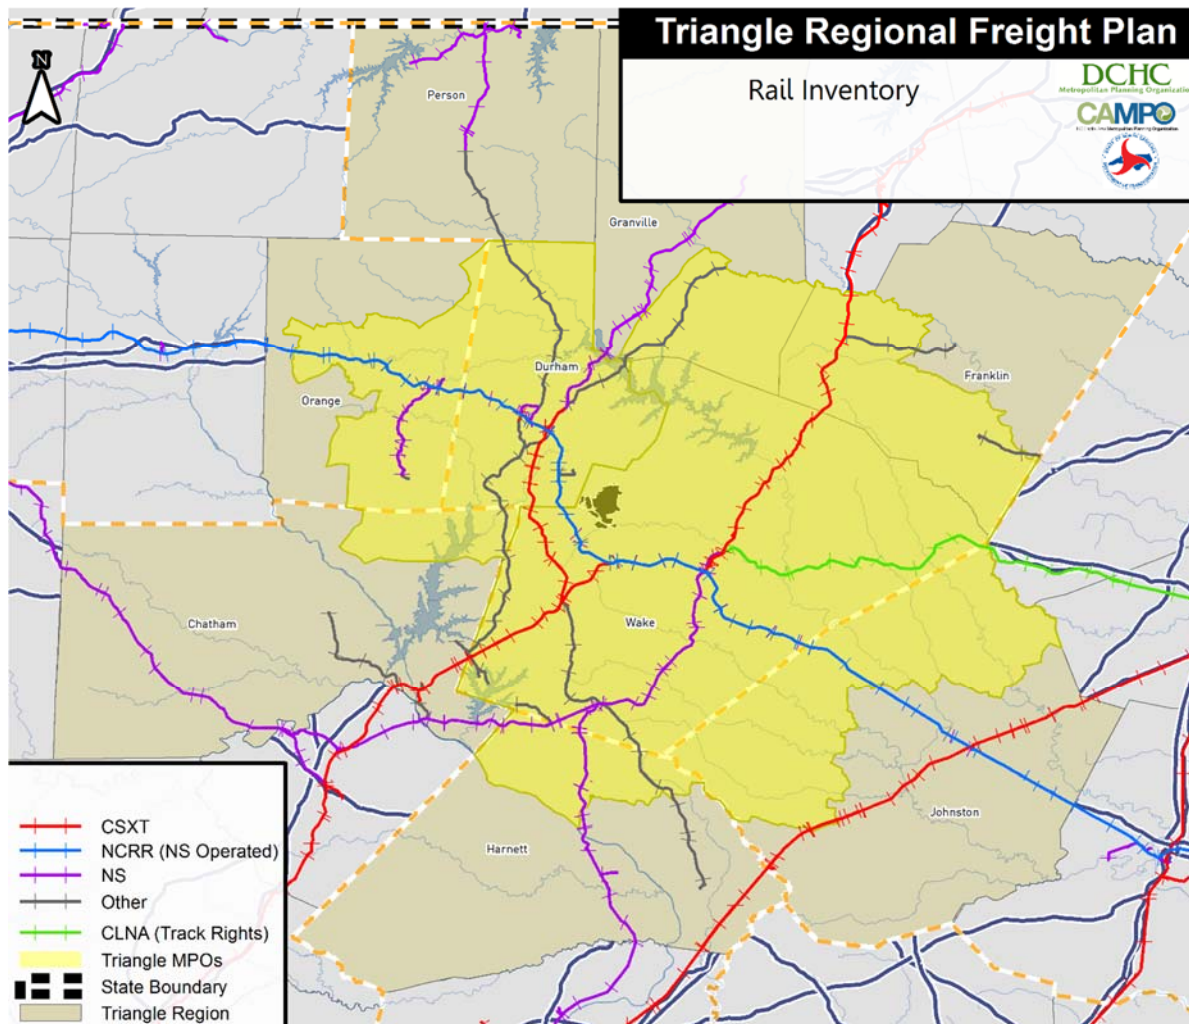 Triangle Regional Freight Plan
Rail Inventory
DCHC
Metropolitan Planning Organization
CAMPO
N
Person
Granville
Durham
Orange
Franklin
Chatham
Wake
Harnett
Johnston
CSXT
NCRR (NS Operated)
NS
Other
CLNA (Track Rights)
Triangle MPOs
State Boundary
Triangle Region